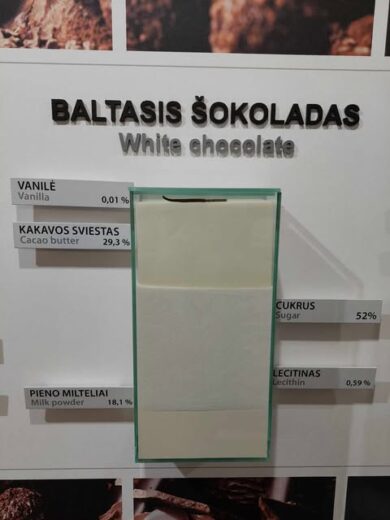 BALTASIS ŠOKOLADAS
White chocolate
VANILĖ
Vanilla 0,01 %
KAKAVOS SVIESTAS
Cacao butter 29,3 %
CUKRUS
Sugar 52%
LECITINAS
Lecithin 0,59 %
PIENO MILTELIAI
Milk powder 18,1 %